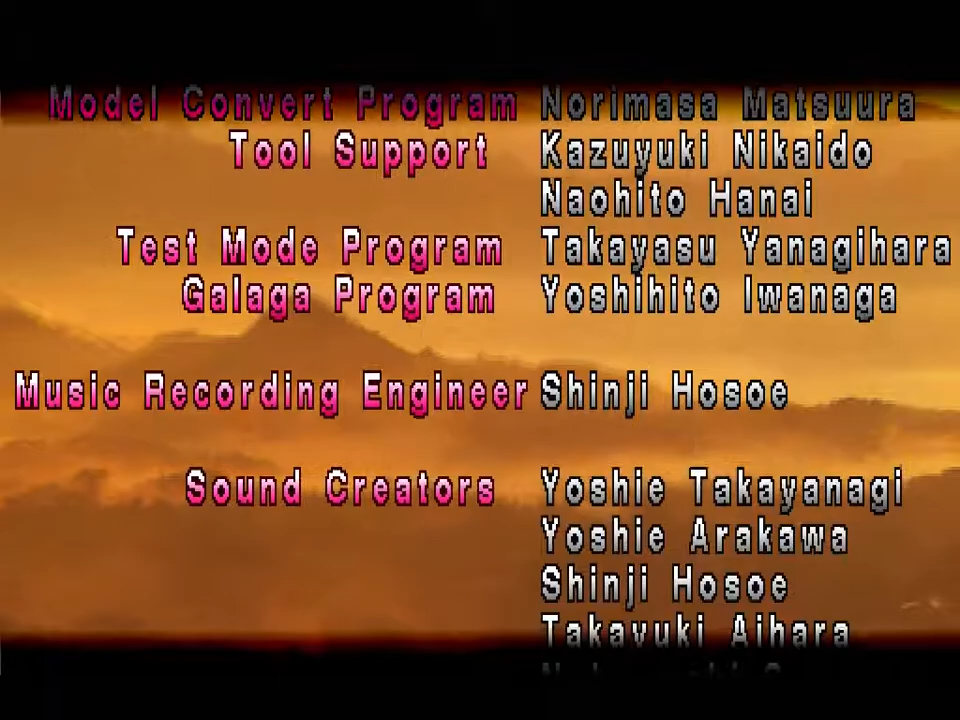 Model Convert Program Norimasa Matsuura
Tool Support Kazuyuki Nikaido
Naohito Hanai
Test Mode Program Takayasu Yanagihara
Galaga Program Yoshihito Iwanaga
Music Recording Engineer Shinji Hosoe
Sound Creators Yoshie Takayanagi
Yoshie Arakawa
Shinji Hosoe
Takayuki Aihara